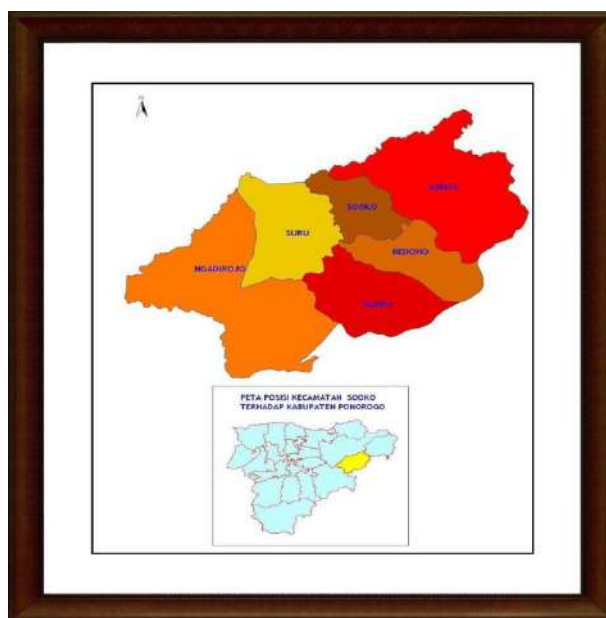 SOOKO
SURU
BEDOHO
NGADIROJO
PETA POSISI KECAMATAN SOOKO
TERHADAP KABUPATEN PONOROGO